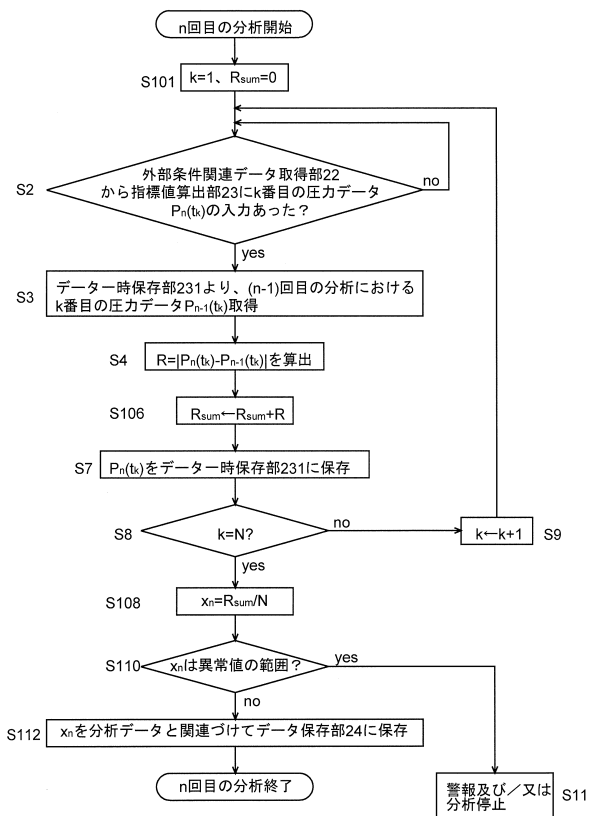 n回目の分析開始
S101
k=1、Rsum=0
S2
外部条件関連データ取得部22
から指標値算出部23にk番目の圧力データ
Pn(tk)の入力あった？
no
yes
S3
データ一時保存部231より、(n-1)回目の分析における
k番目の圧力データPn-1(tk)取得
S4
R=|Pn(tk)-Pn-1(tk)|を算出
S106
Rsum←Rsum+R
S7
Pn(tk)をデータ一時保存部231に保存
S8
k=N?
no
k←k+1
S9
yes
S108
xn=Rsum/N
S110
xnは異常値の範囲？
yes
no
S112
xnを分析データと関連づけてデータ保存部24に保存
n回目の分析終了
警報及び／又は
分析停止
S11